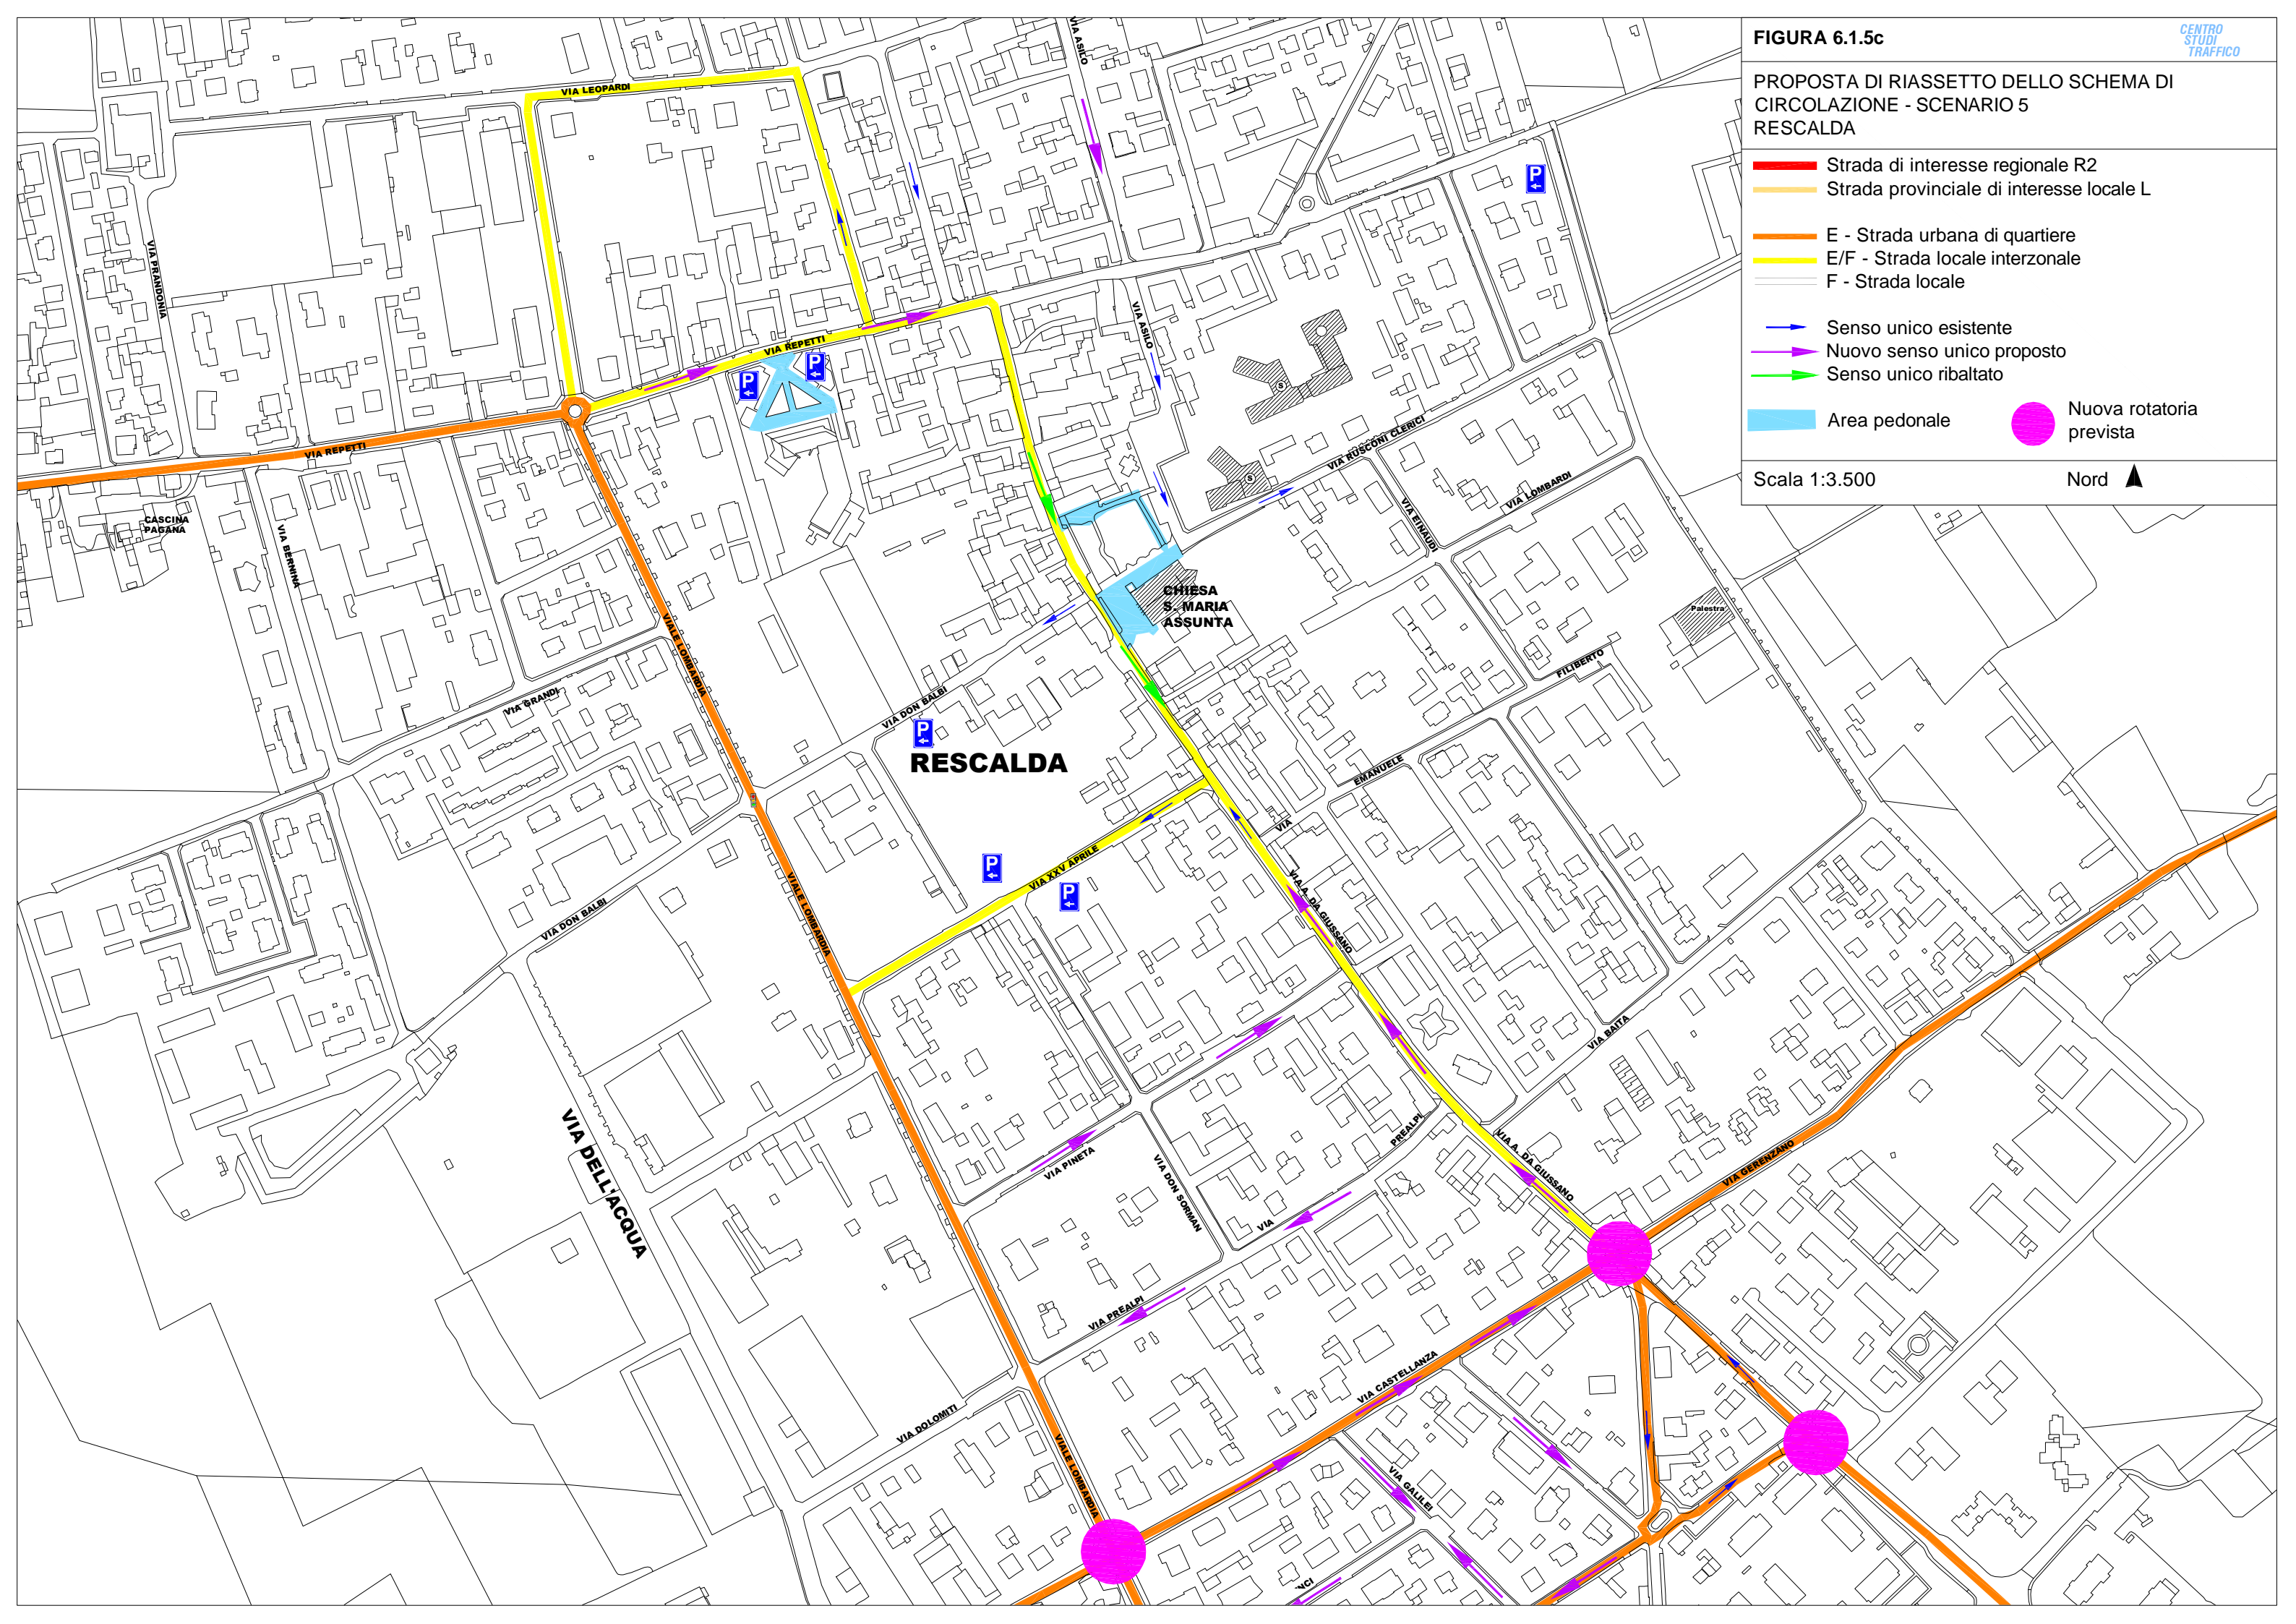 FIGURA 6.1.5c
CENTRO
STUDI
TRAFFICO
PROPOSTA DI RIASSETTO DELLO SCHEMA DI
CIRCOLAZIONE - SCENARIO 5
RESCALDA
Strada di interesse regionale R2
Strada provinciale di interesse locale L
E - Strada urbana di quartiere
E/F - Strada locale interzonale
F - Strada locale
Senso unico esistente
Nuovo senso unico proposto
Senso unico ribaltato
Area pedonale
Nuova rotatoria
prevista
Scala 1:3.500
Nord
VIA ASILO
VIA LEOPARDI
P
VIA PRANDONIA
VIA ASILO
VIA REPETTI
P
P
S
VIA REPETTI
VIA RUSCONI CLERICI
S
VIA LOMBARDI
VIA EINAUDI
CASCINA
PAGANA
VIA BERNINA
CHIESA
S. MARIA
ASSUNTA
Palestra
VIALE LOMBARDIA
FILIBERTO
VIA GRANDI
VIA DON BALBI
P
RESCALDA
EMANUELE
VIA
VIA XXV APRILE
P
P
VIA A. DA GIUSSANO
VIALE LOMBARDIA
VIA DON BALBI
VIA BAITA
VIA DELL'ACQUA
PREALPI
VIA A. DA GIUSSANO
VIA GERENZANO
VIA PINETA
VIA DON SORMAN
VIA
VIA PREALPI
VIA CASTELLANZA
VIA DOLOMITI
VIALE LOMBARDIA
VIA GALILEI
NCI